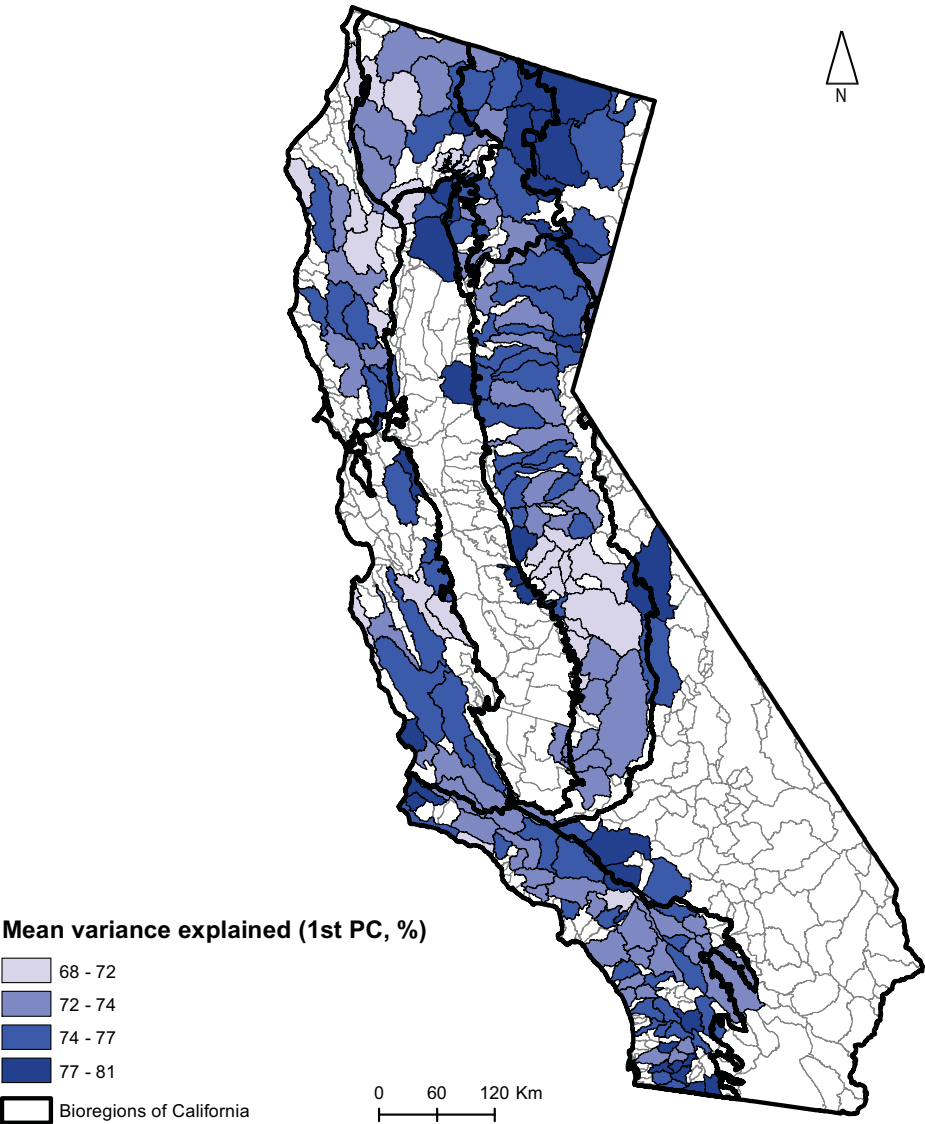 N
Mean variance explained (1st PC, %)
68 - 72
72 - 74
74 - 77
77 - 81
Bioregions of California
0 60 120 Km